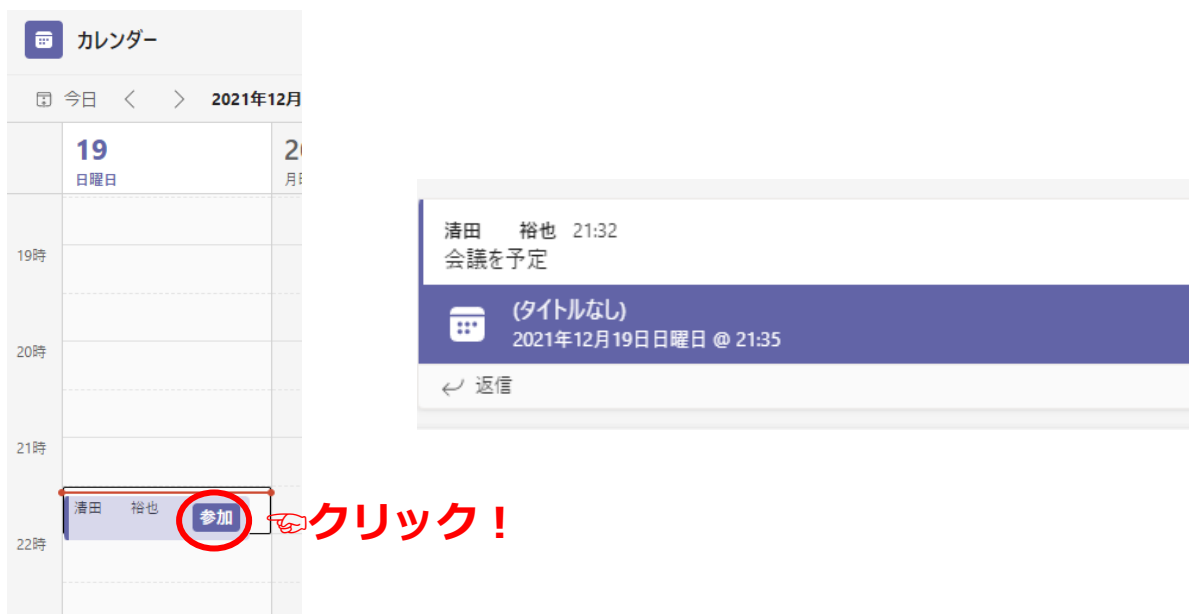 カレンダー
今日 < > 2021年12月
19
日曜日
19時
20時
21時
清田 裕也 参加
☜クリック！
22時
清田 裕也 21:32
会議を予定
(タイトルなし)
2021年12月19日日曜日 @ 21:35
返信